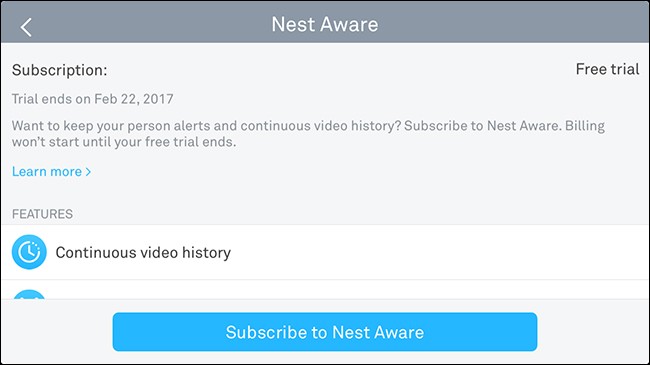 Nest Aware
Subscription:
Free trial
Trial ends on Feb 22, 2017
Want to keep your person alerts and continuous video history? Subscribe to Nest Aware. Billing
won't start until your free trial ends.
Learn more >
FEATURES
Continuous video history
Subscribe to Nest Aware